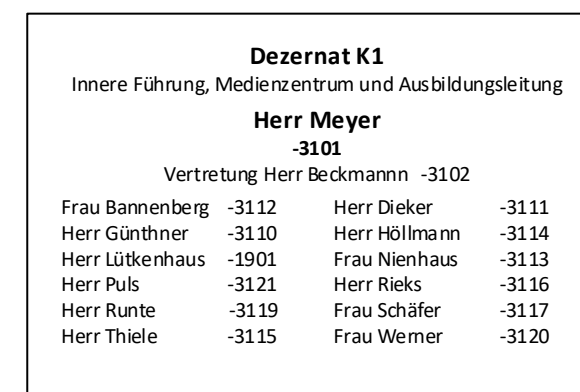 Dezernat K1
Innere Führung, Medienzentrum und Ausbildungsleitung
Herr Meyer
-3101
Vertretung Herr Beckmannn -3102
Frau Bannenberg -3112 Herr Dieker -3111
Herr Günthner -3110 Herr Höllmann -3114
Herr Lütkenhaus -1901 Frau Nienhaus -3113
Herr Puls -3121 Herr Rieks -3116
Herr Runte -3119 Frau Schäfer -3117
Herr Thiele -3115 Frau Werner -3120